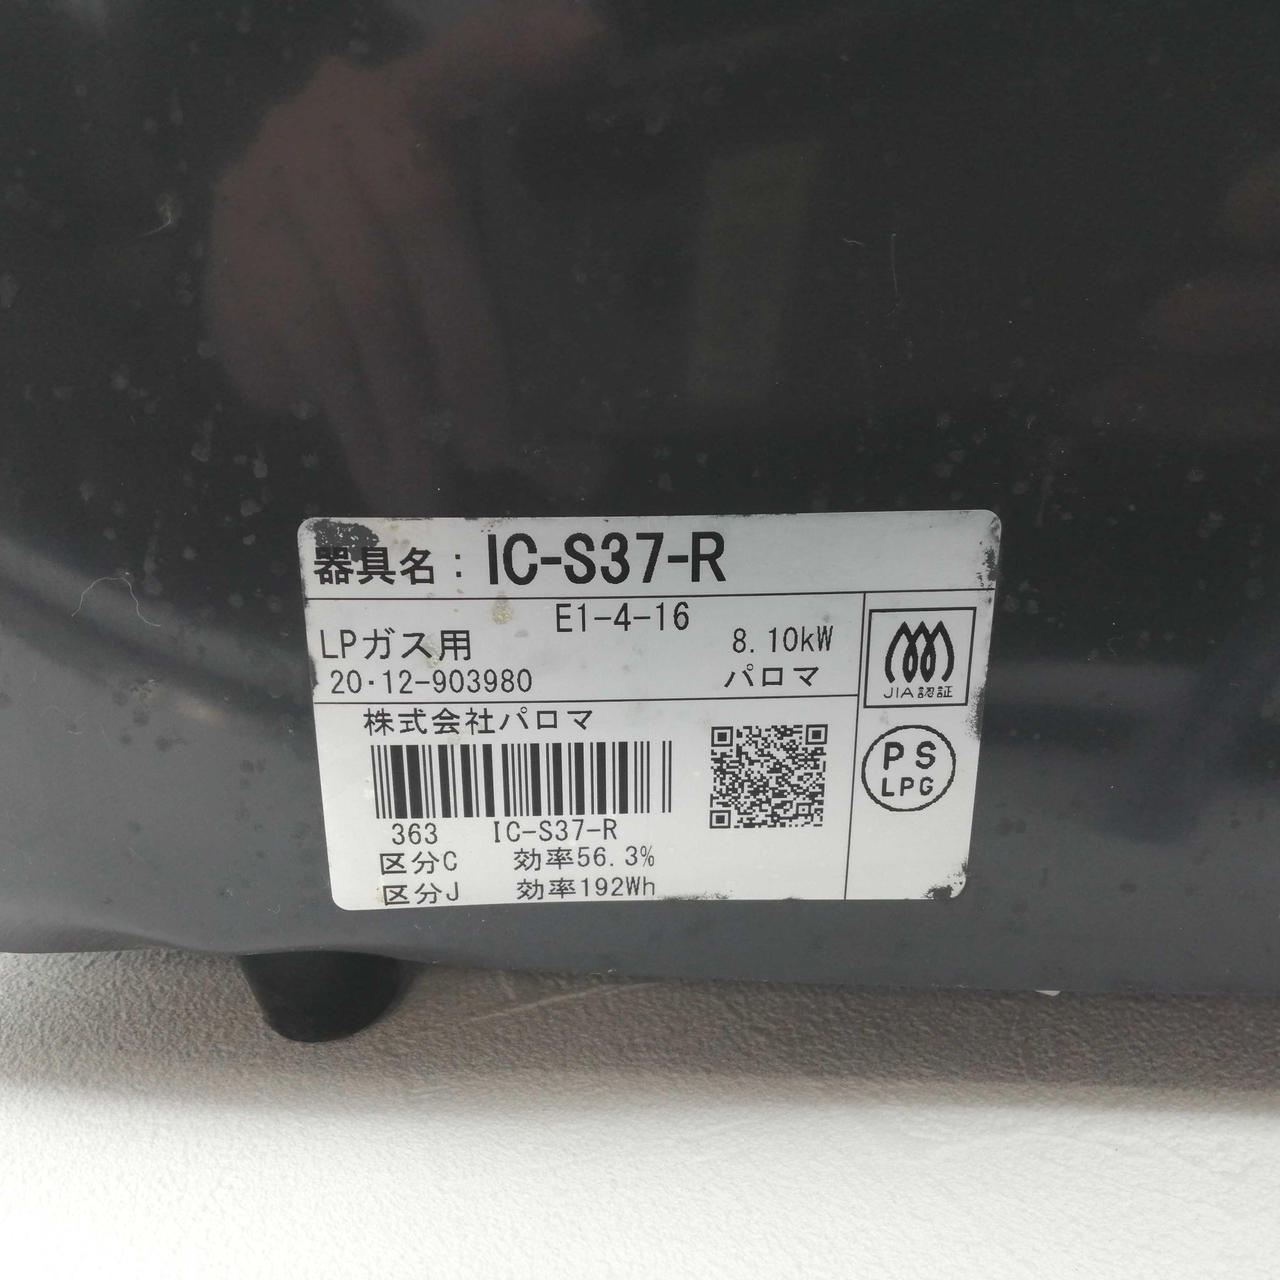 器具名：IC-S37-R
E1-4-16
LPガス用 8.10kW
20・12-903980 パロマ
JIA認証
株式会社パロマ
PS
LPG
363 IC-S37-R
区分C 効率56.3%
区分J 効率192Wh